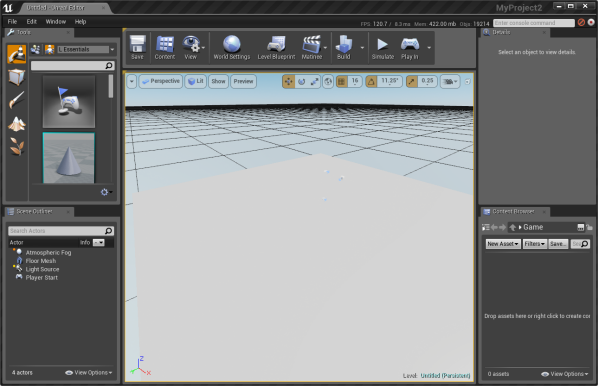 Untitled - Unreal Editor
MyProject2
File Edit Window Help
FPS: 120.7 / 8.3 ms Mem: 422.00 mb Objs: 19214
Enter console command
Tools
L Essentials
Save
Content
View
World Settings
Level Blueprint
Matinee
Build
Simulate
Play In
Details
Select an object to view details.
Perspective
Lit
Show
Preview
16
11.25°
0.25
Scene Outliner
Search Actors
Actor
Info
Atmospheric Fog
Floor Mesh
Light Source
Player Start
4 actors
View Options
Z
X
Level: Untitled (Persistent)
Content Browser
Game
New Asset
Filters
Save...
Drop assets here or right click to create con
0 assets
View Options